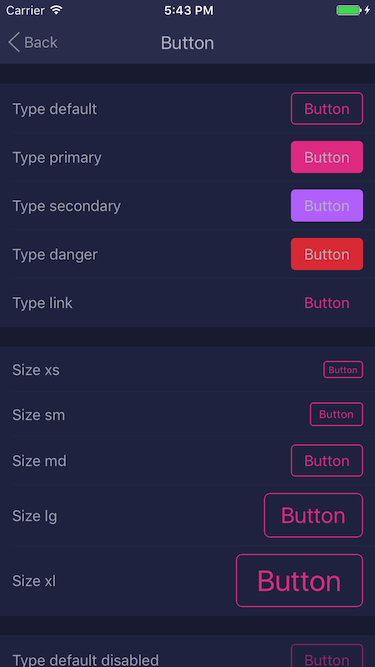 Carrier 5:43 PM
Back Button
Type default Button
Type primary Button
Type secondary Button
Type danger Button
Type link Button
Size xs Button
Size sm Button
Size md Button
Size lg Button
Size xl Button
Type default disabled Button